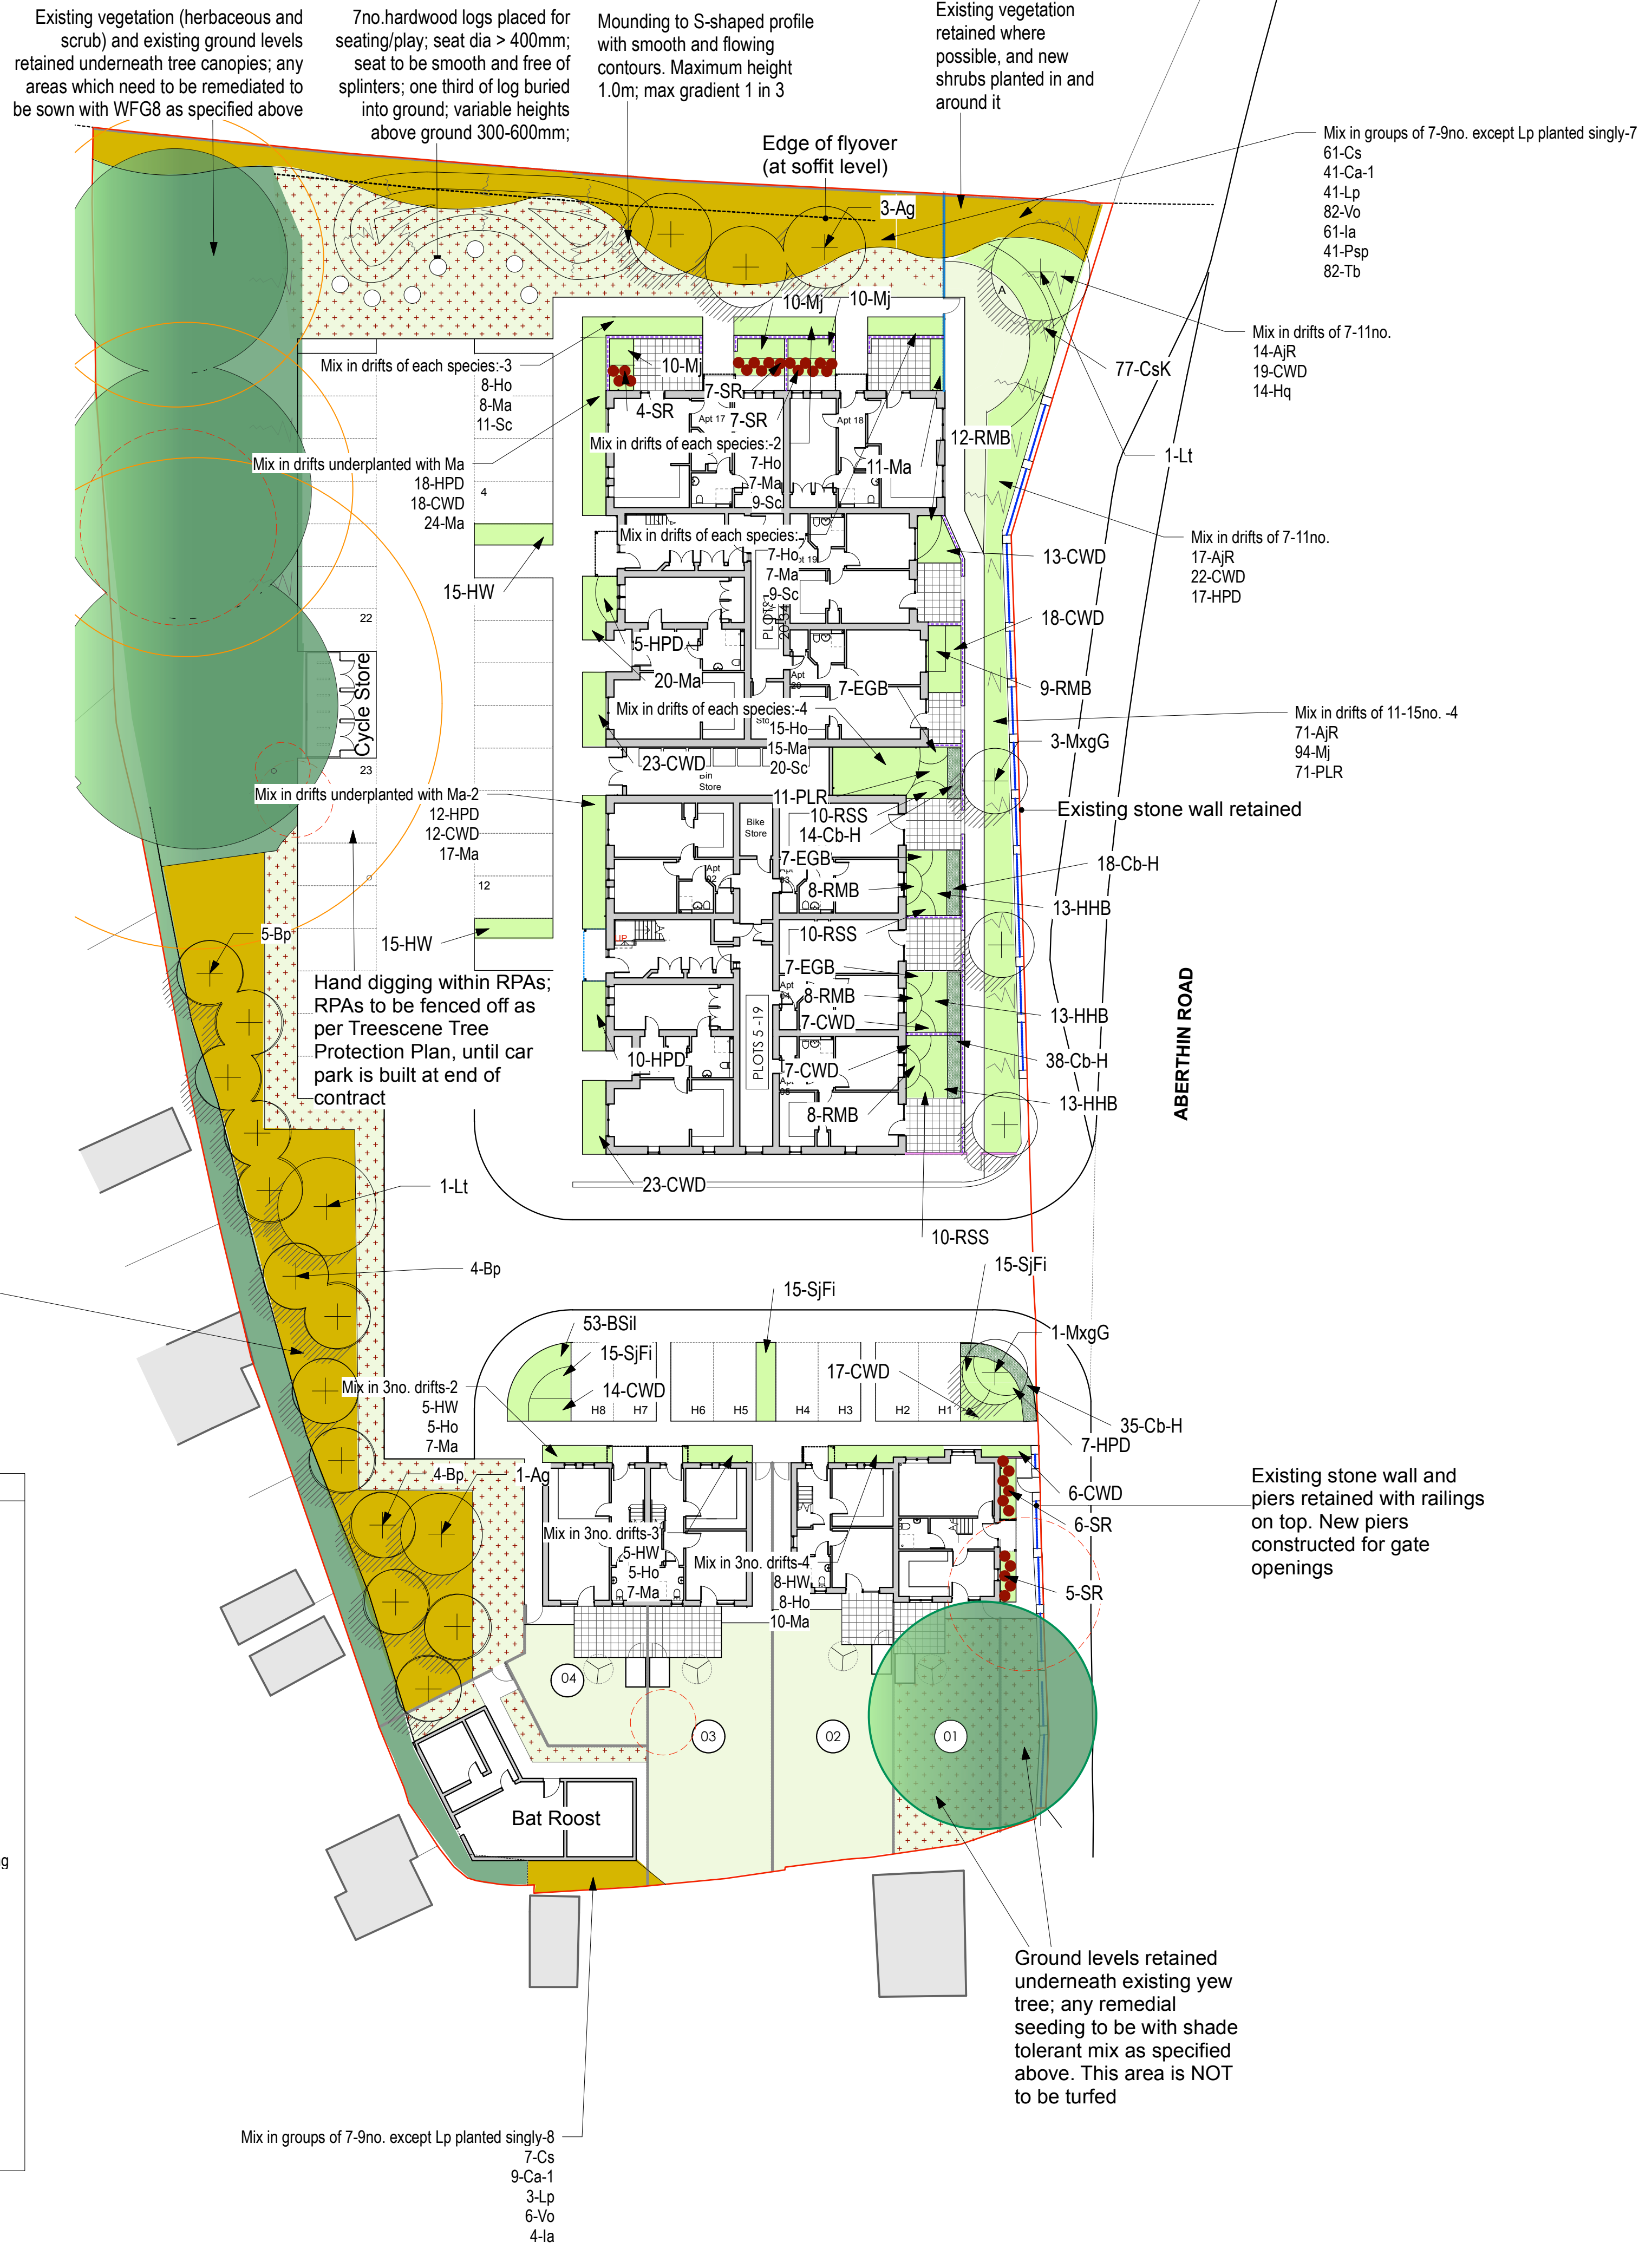 Existing vegetation (herbaceous and
scrub) and existing ground levels
retained underneath tree canopies; any
areas which need to be remediated to
be sown with WFG8 as specified above
7no.hardwood logs placed for
seating/play; seat dia > 400mm;
seat to be smooth and free of
splinters; one third of log buried
into ground; variable heights
above ground 300-600mm;
Mounding to S-shaped profile
with smooth and flowing
contours. Maximum height
1.0m; max gradient 1 in 3
Existing vegetation
retained where
possible, and new
shrubs planted in and
around it
Edge of flyover
(at soffit level)
Mix in groups of 7-9no. except Lp planted singly-7
61-Cs
41-Ca-1
41-Lp
82-Vo
61-Ia
41-Psp
82-Tb
3-Ag
A
10-Mj
10-Mj
Mix in drifts of 7-11no.
14-AjR
19-CWD
14-Hq
Mix in drifts of each species:-3
8-Ho
8-Ma
11-Sc
10-Mj
77-CsK
7-SR
4-SR
7-SR
Apt 17
Apt 18
12-RMB
Mix in drifts of each species:-2
7-Ho
7-Ma
9-Sc
11-Ma
1-Lt
Mix in drifts underplanted with Ma
18-HPD
18-CWD
24-Ma
4
Mix in drifts of each species:-
7-Ho
7-Ma
9-Sc
Mix in drifts of 7-11no.
17-AjR
22-CWD
17-HPD
13-CWD
15-HW
22
18-CWD
5-HPD
20-Ma
7-EGB
9-RMB
Cycle Store
Mix in drifts of each species:-4
15-Ho
15-Ma
20-Sc
Mix in drifts of 11-15no. -4
71-AjR
94-Mj
71-PLR
3-MxgG
23
23-CWD
Bin
Store
Mix in drifts underplanted with Ma-2
12-HPD
12-CWD
17-Ma
11-PLR
10-RSS
14-Cb-H
Existing stone wall retained
Bike
Store
7-EGB
Apt
02
18-Cb-H
12
8-RMB
13-HHB
5-Bp
15-HW
10-RSS
Hand digging within RPAs;
RPAs to be fenced off as
per Treescene Tree
Protection Plan, until car
park is built at end of
contract
7-EGB
8-RMB
7-CWD
13-HHB
PLOTS 5 -19
10-HPD
7-CWD
38-Cb-H
8-RMB
13-HHB
ABERTHIN ROAD
1-Lt
23-CWD
10-RSS
4-Bp
15-SjFi
15-SjFi
53-BSil
1-MxgG
15-SjFi
14-CWD
17-CWD
Mix in 3no. drifts-2
5-HW
5-Ho
7-Ma
H8
H7
H6
H5
H4
H3
H2
H1
35-Cb-H
7-HPD
4-Bp
1-Ag
6-CWD
6-SR
Existing stone wall and
piers retained with railings
on top. New piers
constructed for gate
openings
Mix in 3no. drifts-3
5-HW
5-Ho
7-Ma
Mix in 3no. drifts-4
8-HW
8-Ho
10-Ma
5-SR
04
03
02
01
Bat Roost
Ground levels retained
underneath existing yew
tree; any remedial
seeding to be with shade
tolerant mix as specified
above. This area is NOT
to be turfed
Mix in groups of 7-9no. except Lp planted singly-8
7-Cs
9-Ca-1
3-Lp
6-Vo
4-Ia